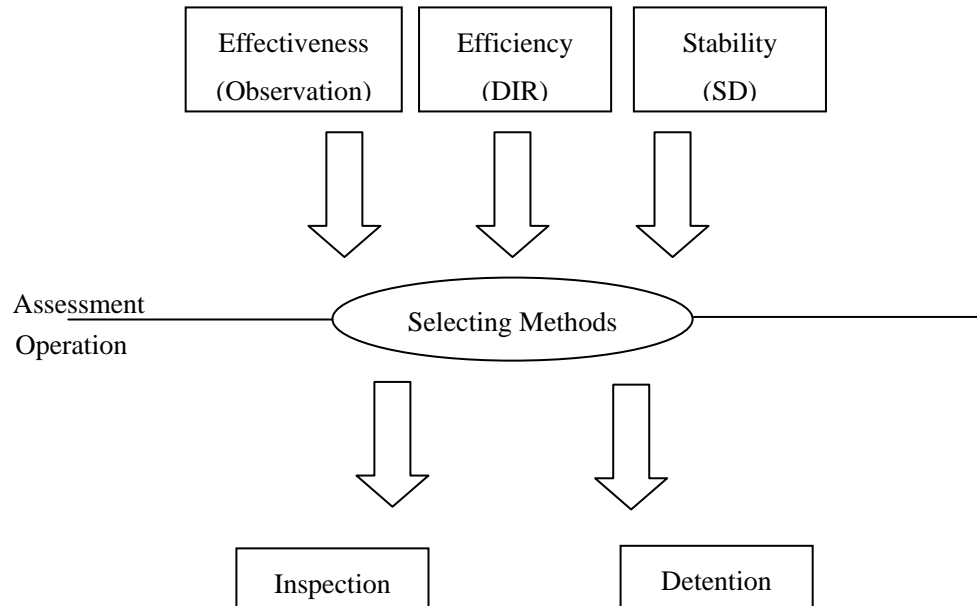 Effectiveness
(Observation)
Efficiency
(DIR)
Stability
(SD)
Assessment
Selecting Methods
Operation
Inspection
Detention